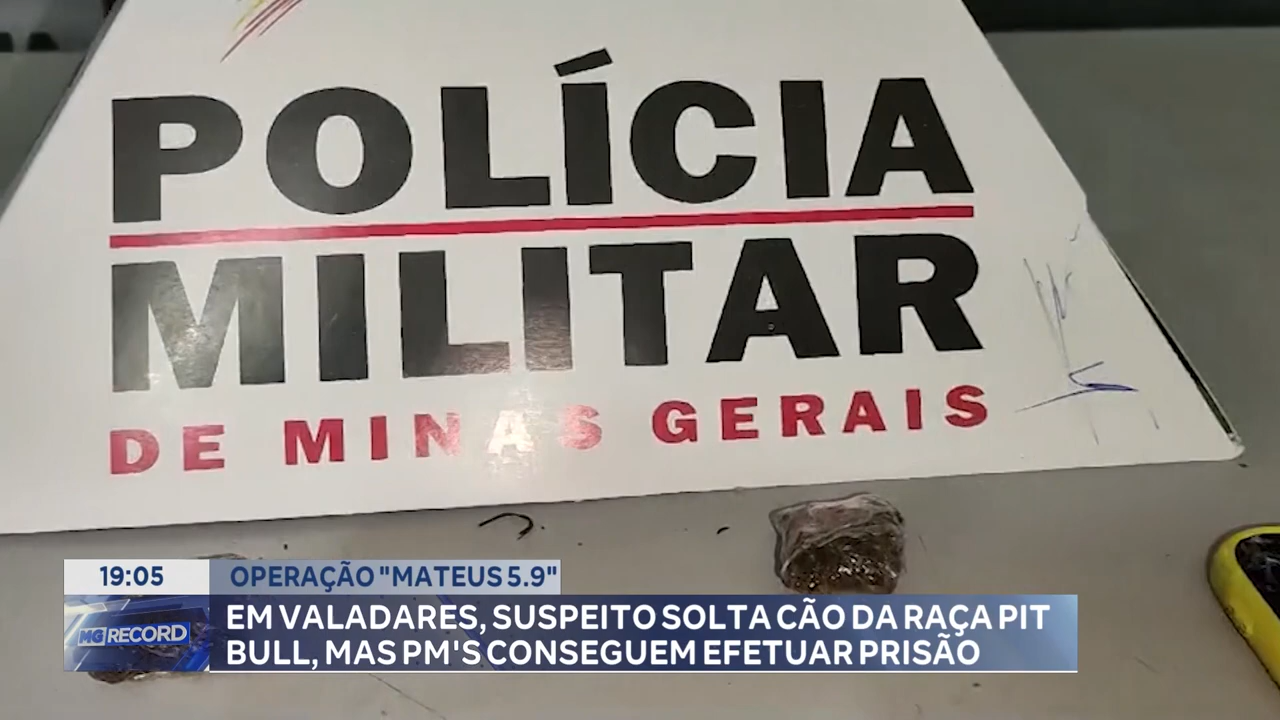 POLÍCIA
MILITAR
DE MINAS GERAIS
19:05
OPERAÇÃO "MATEUS 5.9"
MG RECORD
EM VALADARES, SUSPEITO SOLTA CÃO DA RAÇA PIT
BULL, MAS PM'S CONSEGUEM EFETUAR PRISÃO